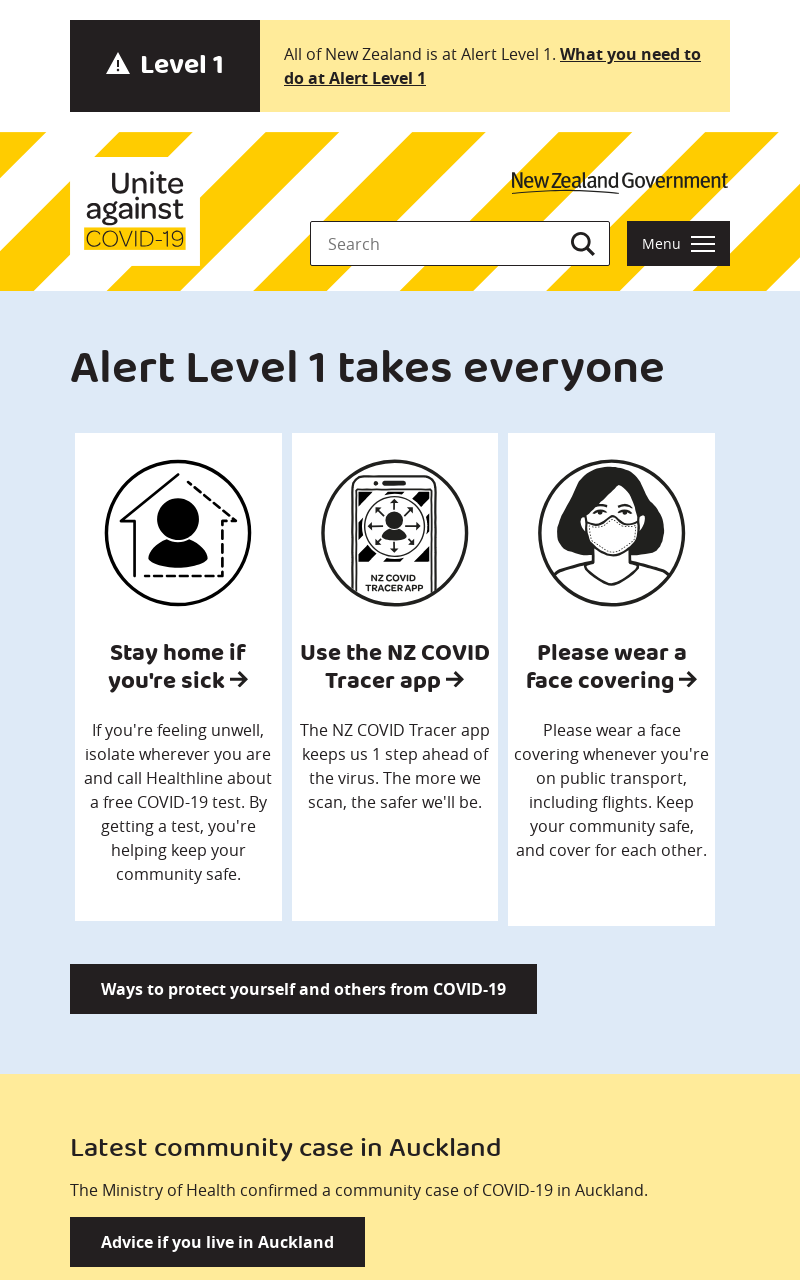 Level 1
All of New Zealand is at Alert Level 1. What you need to
do at Alert Level 1
Unite
against
COVID-19
New Zealand Government
Search
Menu
Alert Level 1 takes everyone
NZ COVID
TRACER APP
Stay home if
you're sick →
If you're feeling unwell,
isolate wherever you are
and call Healthline about
a free COVID-19 test. By
getting a test, you're
helping keep your
community safe.
Use the NZ COVID
Tracer app →
The NZ COVID Tracer app
keeps us 1 step ahead of
the virus. The more we
scan, the safer we'll be.
Please wear a
face covering →
Please wear a face
covering whenever you're
on public transport,
including flights. Keep
your community safe,
and cover for each other.
Ways to protect yourself and others from COVID-19
Latest community case in Auckland
The Ministry of Health confirmed a community case of COVID-19 in Auckland.
Advice if you live in Auckland